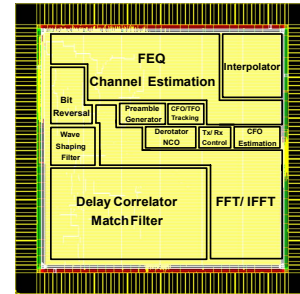 FEQ
Channel Estimation
Interpolator
Bit
Reversal
Preamble
Generator
CFO/TFO
Tracking
Wave
Shaping
Filter
Derotator
NCO
Tx/ Rx
Control
CFO
Estimation
Delay Correlator
Match Filter
FFT/ IFFT